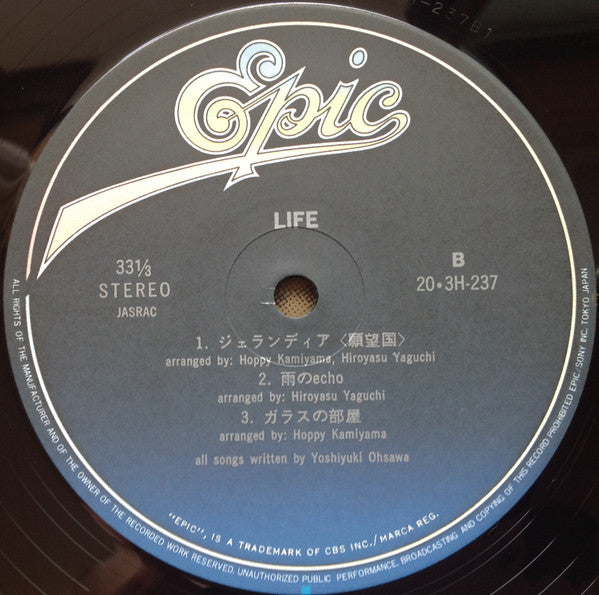 -23781
Epic
LIFE
33 1/3
STEREO
JASRAC
B
20•3H-237
1. ジェランディア〈願望国〉
arranged by: Hoppy Kamiyama, Hiroyasu Yaguchi
2. 雨のecho
arranged by: Hiroyasu Yaguchi
3. ガラスの部屋
arranged by: Hoppy Kamiyama
all songs written by Yoshiyuki Ohsawa
"EPIC", IS A TRADEMARK OF CBS INC./MARCA REG.
ALL RIGHTS OF THE MANUFACTURER AND OF THE OWNER OF THE RECORDED WORK RESERVED. UNAUTHORIZED PUBLIC PERFORMANCE, BROADCASTING AND COPYING OF THIS RECORD PROHIBITED EPIC/SONY INC. TOKYO JAPAN